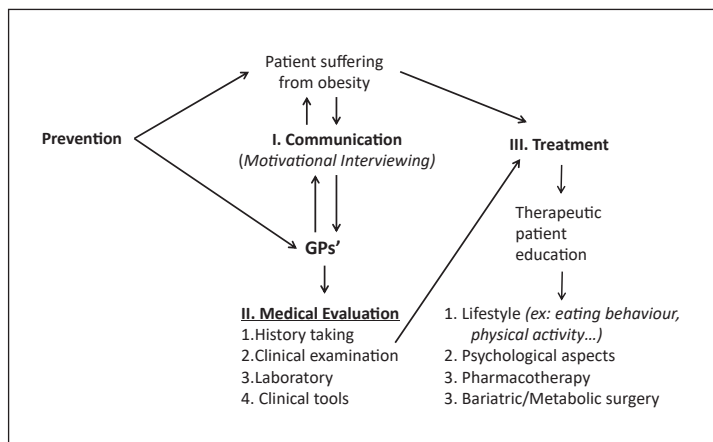 Patient suffering
from obesity
Prevention
I. Communication
(Motivational Interviewing)
III. Treatment
Therapeutic
patient
education
GPs’
II. Medical Evaluation
1.History taking
2.Clinical examination
3.Laboratory
4. Clinical tools
1. Lifestyle (ex: eating behaviour,
physical activity…)
2. Psychological aspects
3. Pharmacotherapy
3. Bariatric/Metabolic surgery